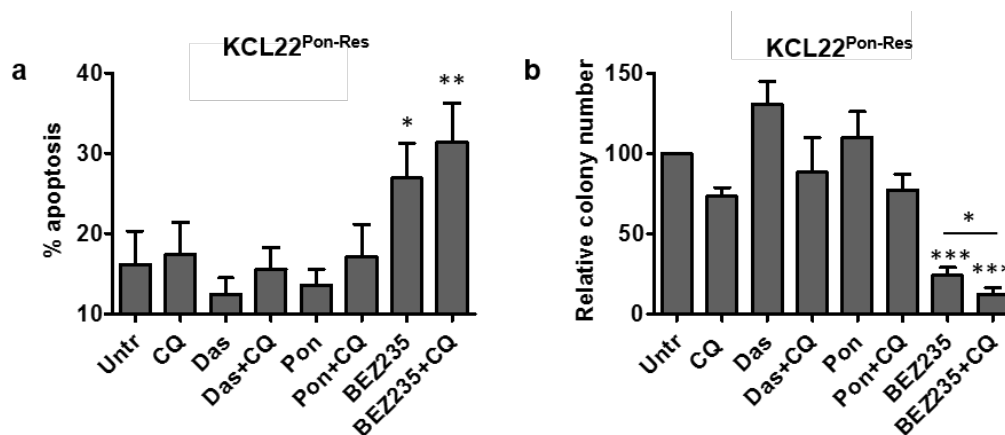 a
KCL22Pon-Res
40
30
20
10
% apoptosis
*
**
Untr
CQ
Das
Das+CQ
Pon
Pon+CQ
BEZ235
BEZ235+CQ
b
KCL22Pon-Res
150
100
50
0
Relative colony number
*
***
***
Untr
CQ
Das
Das+CQ
Pon
Pon+CQ
BEZ235
BEZ235+CQ